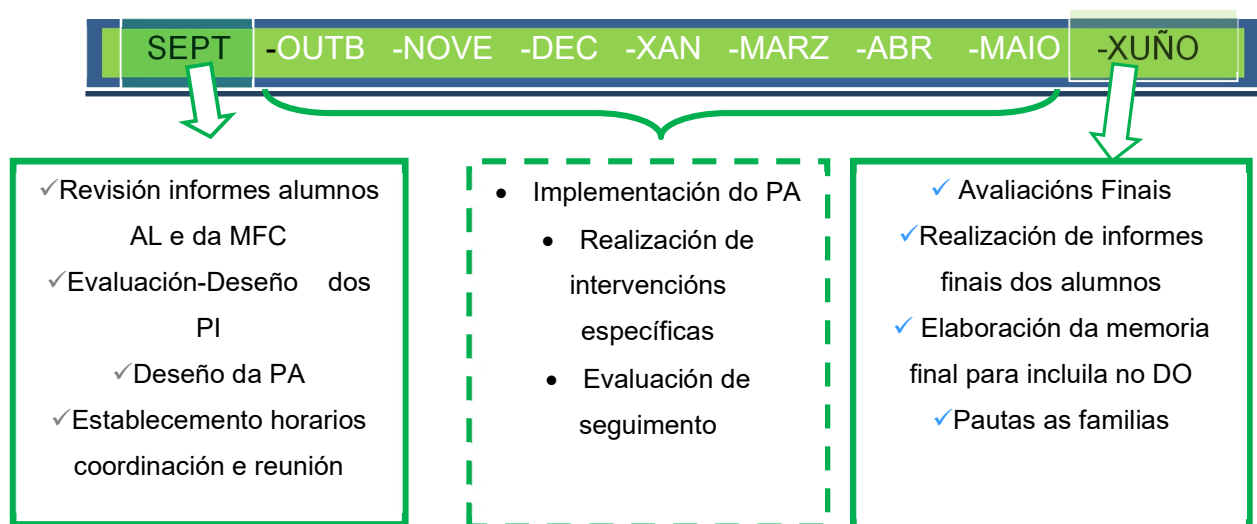 SEPT -OUTB -NOVE -DEC -XAN -MARZ -ABR -MAIO -XUÑO
✓Revisión informes alumnos
AL e da MFC
✓Evaluación-Deseño dos
PI
✓Deseño da PA
✓Establecemento horarios
coordinación e reunión
• Implementación do PA
• Realización de
intervencións
específicas
• Evaluación de
seguimento
✓ Avaliacións Finais
✓Realización de informes
finais dos alumnos
✓ Elaboración da memoria
final para incluila no DO
✓Pautas as familias